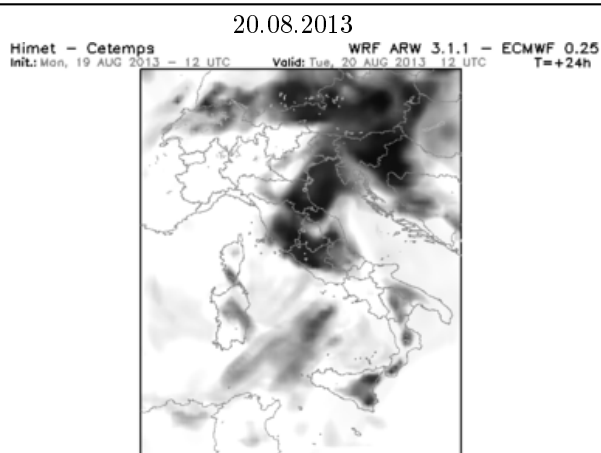 20.08.2013
Himet – Cetemps WRF ARW 3.1.1 – ECMWF 0.25
Init.: Mon, 19 AUG 2013 – 12 UTC Valid: Tue, 20 AUG 2013 12 UTC T=+24h